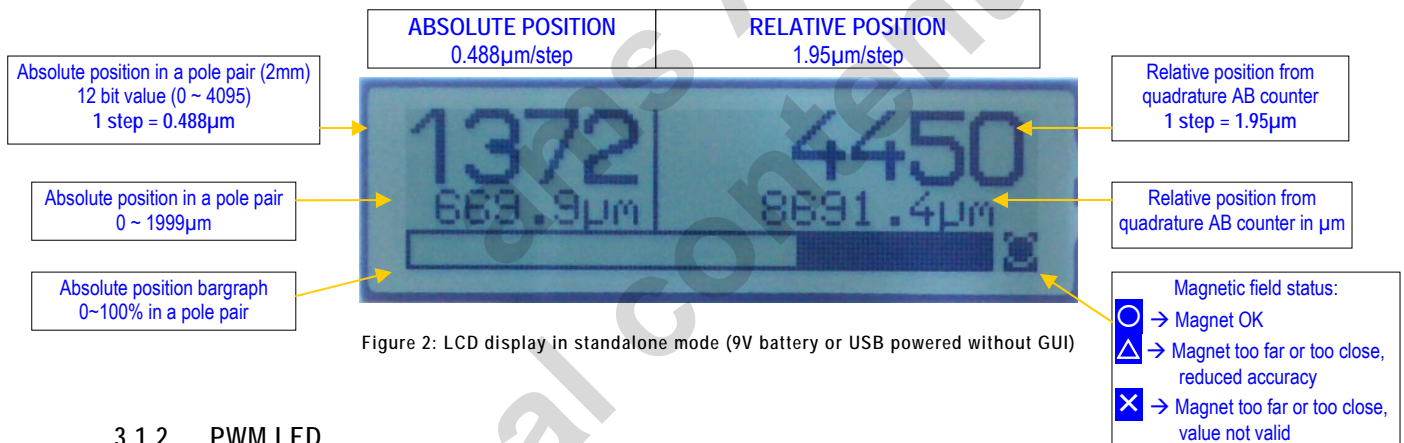 ABSOLUTE POSITION
0.488µm/step
RELATIVE POSITION
1.95µm/step
Absolute position in a pole pair (2mm)
12 bit value (0 ~ 4095)
1 step = 0.488µm
Relative position from
quadrature AB counter
1 step = 1.95µm
1372
4450
669.9µm
8691.4µm
Absolute position in a pole pair
0 ~ 1999µm
Relative position from
quadrature AB counter in µm
Absolute position bargraph
0~100% in a pole pair
Magnetic field status:
→ Magnet OK
→ Magnet too far or too close,
reduced accuracy
→ Magnet too far or too close,
value not valid
Figure 2: LCD display in standalone mode (9V battery or USB powered without GUI)
3.1.2 PWM LED
ams
content